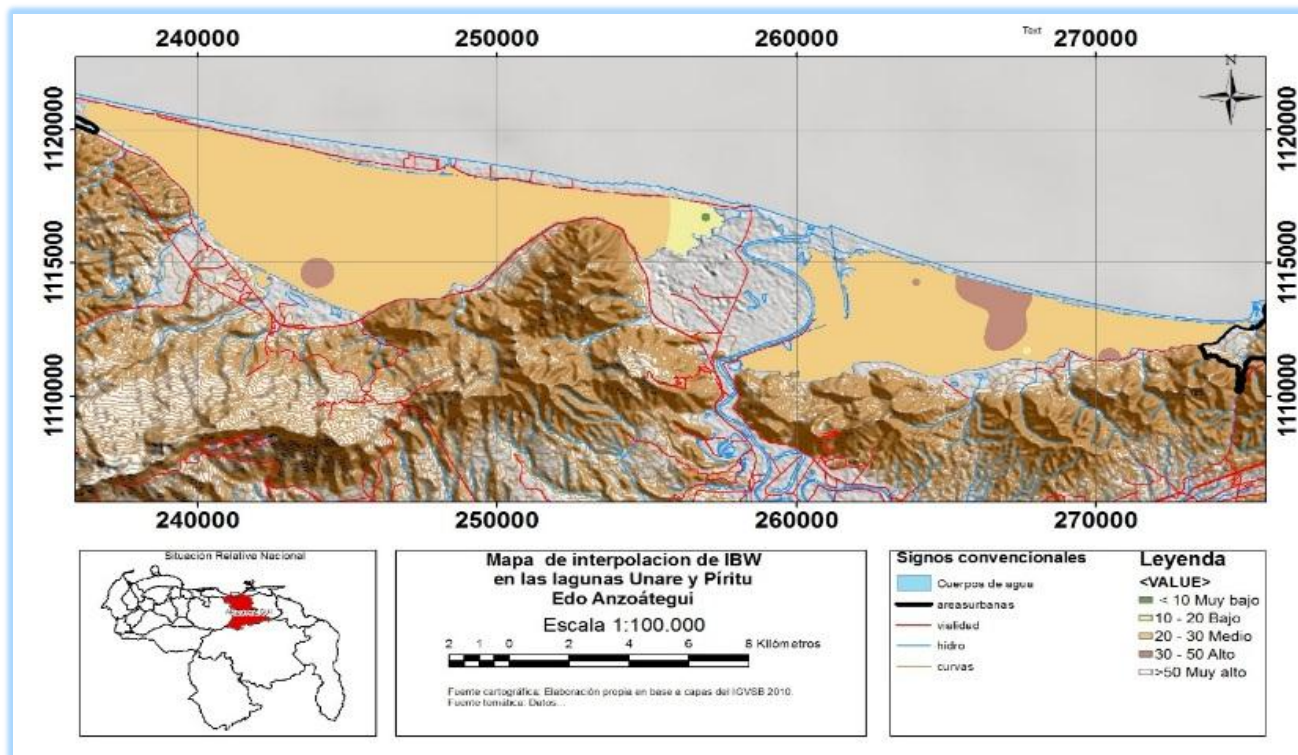 Text
240000 250000 260000 270000
N
1120000 1120000
1115000 1115000
1110000 1110000
240000 250000 260000 270000
Situación Relativa Nacional
Mapa de interpolacion de IBW
en las lagunas Unare y Píritu
Edo Anzoátegui
Escala 1:100.000
2 1 0 2 4 6 8 Kilómetros
Fuente cartográfica: Elaboración propia en base a capas del IGVSB 2010.
Fuente temática: Datos...
Signos convencionales
Cuerpos de agua
areasurbanas
vialidad
hidro
curvas
Leyenda
<VALUE>
< 10 Muy bajo
10 - 20 Bajo
20 - 30 Medio
30 - 50 Alto
>50 Muy alto